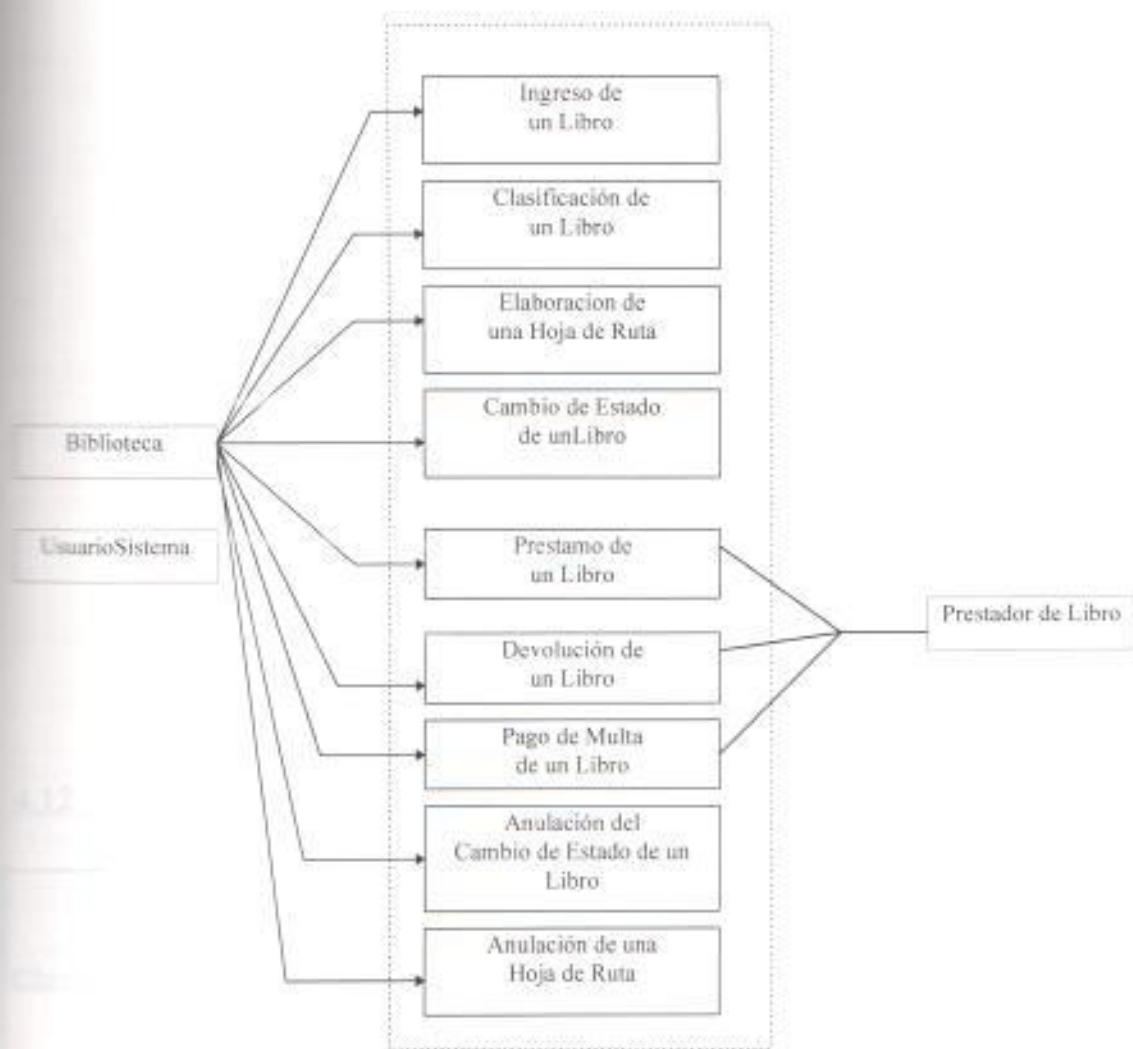 Ingreso de
un Libro
Clasificación de
un Libro
Elaboracion de
una Hoja de Ruta
Cambio de Estado
de unLibro
Biblioteca
UsuarioSistema
Prestamo de
un Libro
Prestador de Libro
Devolución de
un Libro
Pago de Multa
de un Libro
4.12
Anulación del
Cambio de Estado de un
Libro
Anulación de una
Hoja de Ruta